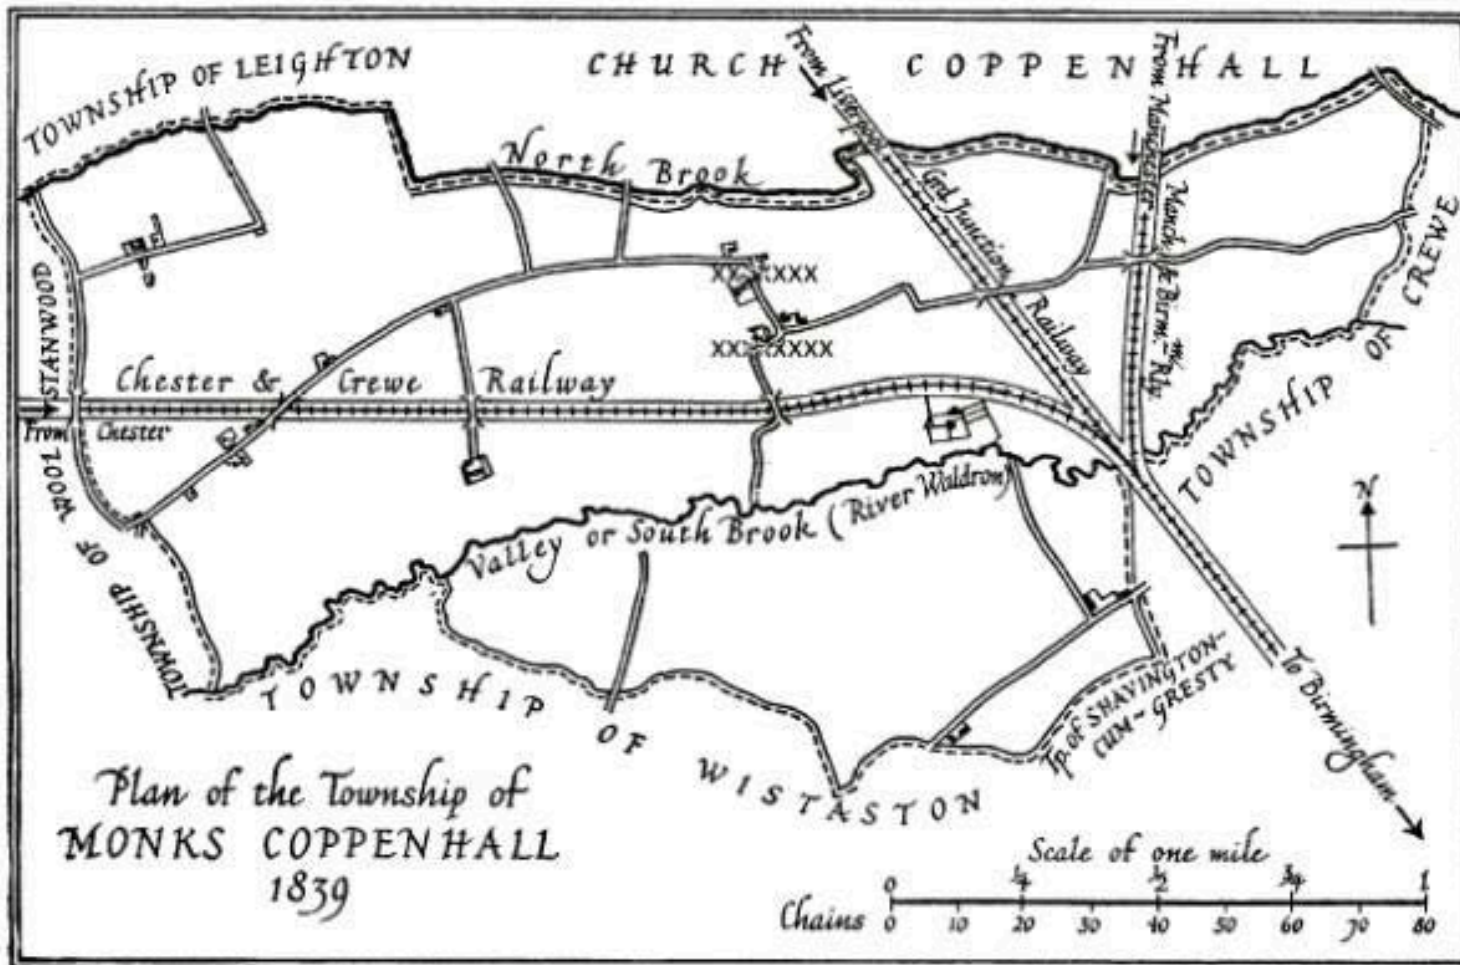 TOWNSHIP OF LEIGHTON
CHURCH COPPENHALL
From Liverpool
From Manchester
North Brook
Grd Junction Railway
Manch. & Birm.m Rly
TOWNSHIP OF CREWE
XX XXXX
XXXXXXXX
Chester & Crewe Railway
From Chester
TOWNSHIP OF WOOLSTANWOOD
Valley or South Brook (River Waldron)
N
TOWNSHIP OF WISTASTON
Tp. of SHAVINGTON-
CUM-GRESTY
To Birmingham
Plan of the Township of
MONKS COPPENHALL
1839
Scale of one mile
0 1/4 1/2 3/4 1
Chains 0 10 20 30 40 50 60 70 80